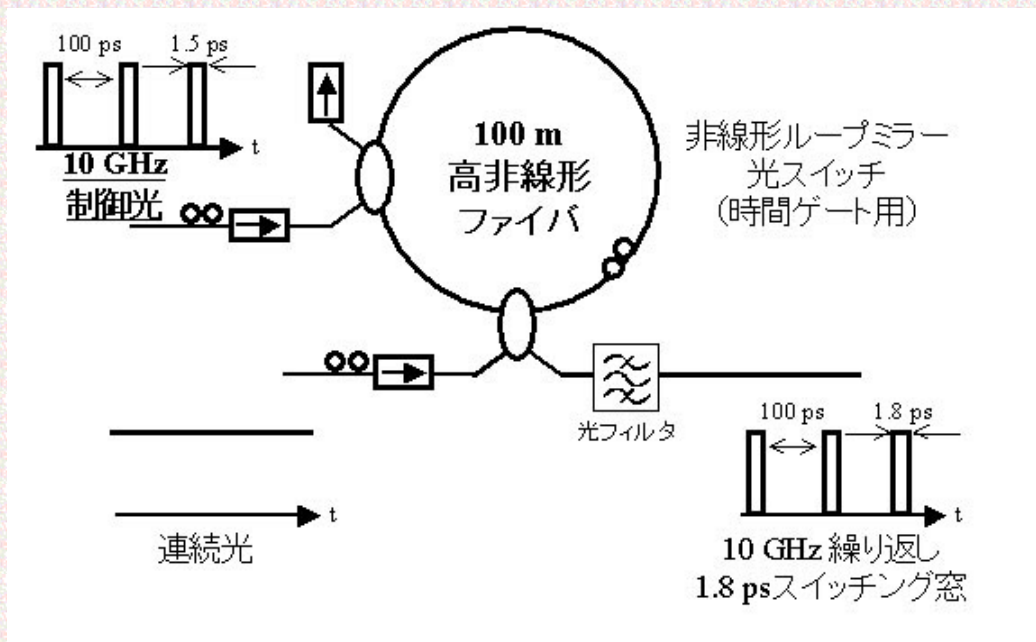 100 ps
1.5 ps
t
10 GHz
制御光
100 m
高非線形
ファイバ
非線形ループミラー
光スイッチ
(時間ゲート用)
光フィルタ
t
連続光
100 ps
1.8 ps
t
10 GHz 繰り返し
1.8 psスイッチング窓